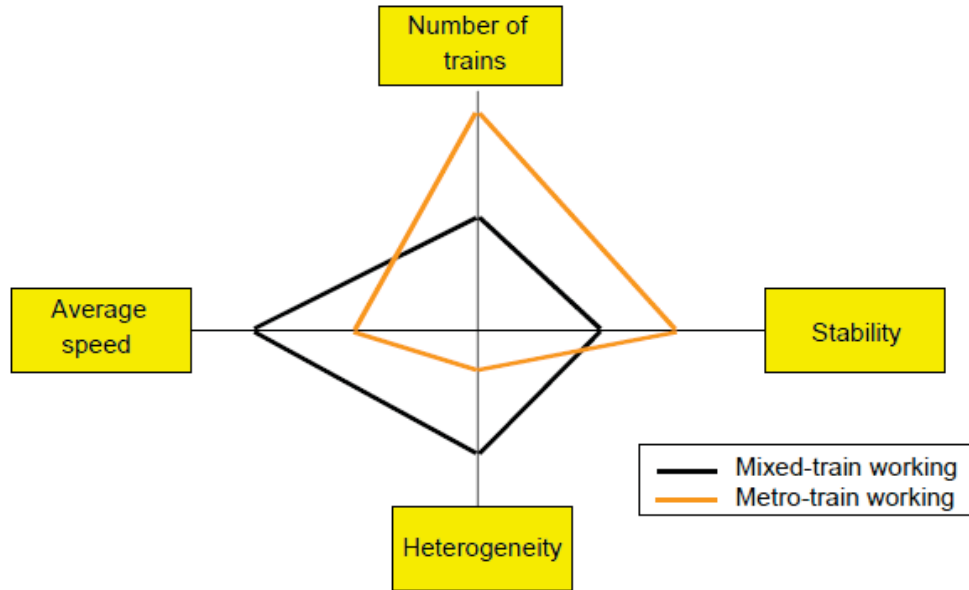 Number of
trains
Average
speed
Stability
Mixed-train working
Metro-train working
Heterogeneity